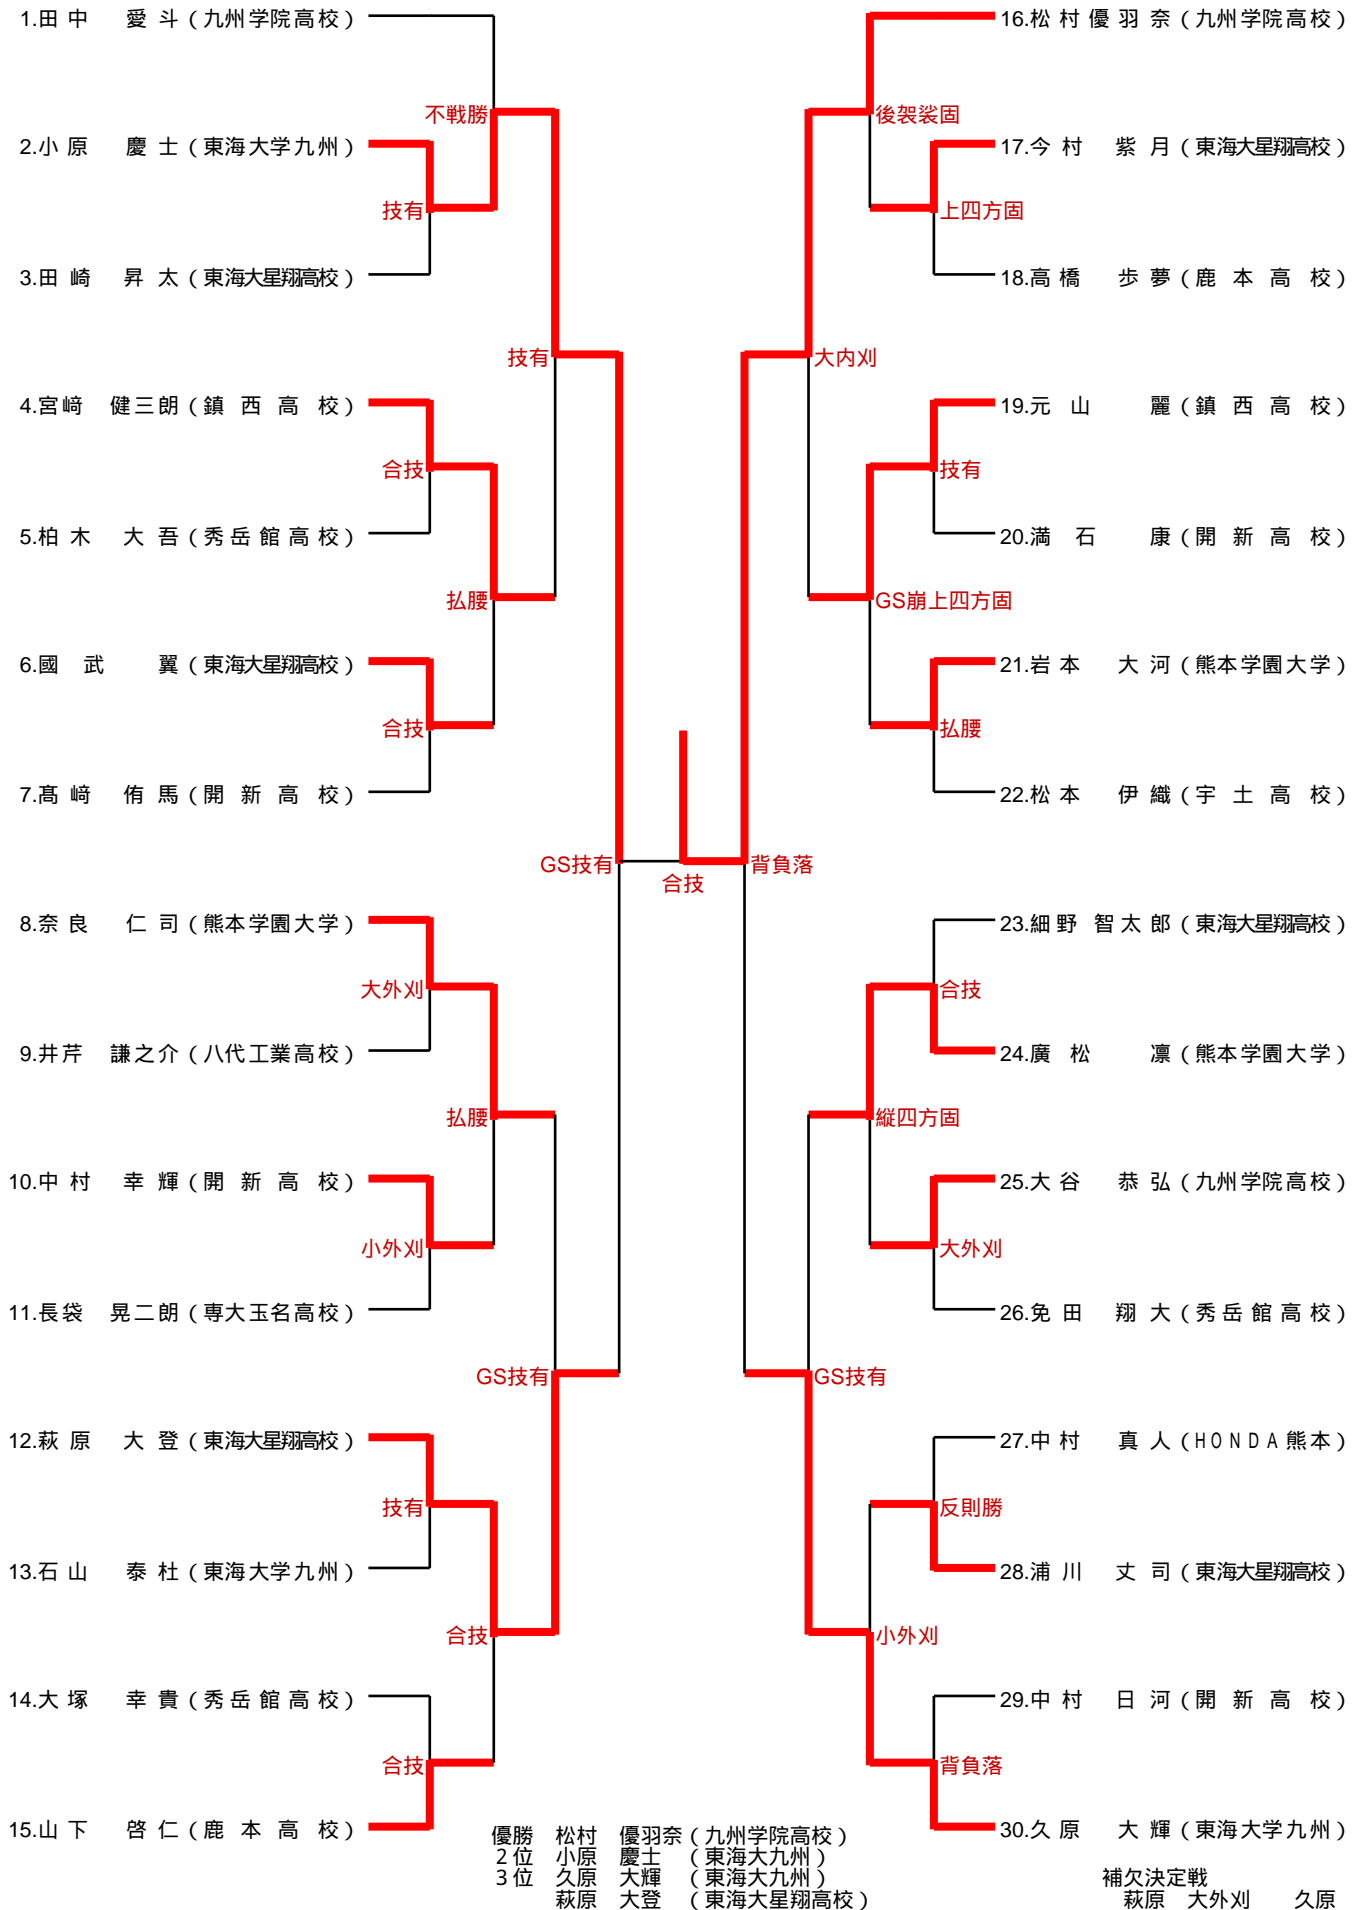 1.田中 愛斗(九州学院高校)
不戦勝
2.小原 慶士(東海大学九州)
技有
3.田崎 昇太(東海大星翔高校)
技有
4.宮﨑 健三朗(鎮西高校)
合技
5.柏木 大吾(秀岳館高校)
払腰
6.國武 翼(東海大星翔高校)
合技
7.髙﨑 侑馬(開新高校)
GS技有
8.奈良 仁司(熊本学園大学)
大外刈
9.井芹 謙之介(八代工業高校)
払腰
10.中村 幸輝(開新高校)
小外刈
11.長袋 晃二朗(専大玉名高校)
GS技有
12.萩原 大登(東海大星翔高校)
技有
13.石山 泰杜(東海大学九州)
合技
14.大塚 幸貴(秀岳館高校)
合技
15.山下 啓仁(鹿本高校)
合技
16.松村優羽奈(九州学院高校)
後袈裟固
17.今村 紫月(東海大星翔高校)
上四方固
18.高橋 歩夢(鹿本高校)
大内刈
19.元山 麗(鎮西高校)
技有
20.満石 康(開新高校)
GS崩上四方固
21.岩本 大河(熊本学園大学)
払腰
22.松本 伊織(宇土高校)
背負落
23.細野 智太郎(東海大星翔高校)
合技
24.廣松 凛(熊本学園大学)
縦四方固
25.大谷 恭弘(九州学院高校)
大外刈
26.免田 翔大(秀岳館高校)
GS技有
27.中村 真人(HONDA熊本)
反則勝
28.浦川 丈司(東海大星翔高校)
小外刈
29.中村 日河(開新高校)
背負落
30.久原 大輝(東海大学九州)
優勝 松村 優羽奈(九州学院高校)
2位 小原 慶士 (東海大九州)
3位 久原 大輝 (東海大九州)
萩原 大登 (東海大星翔高校)
補欠決定戦
萩原 大外刈 久原